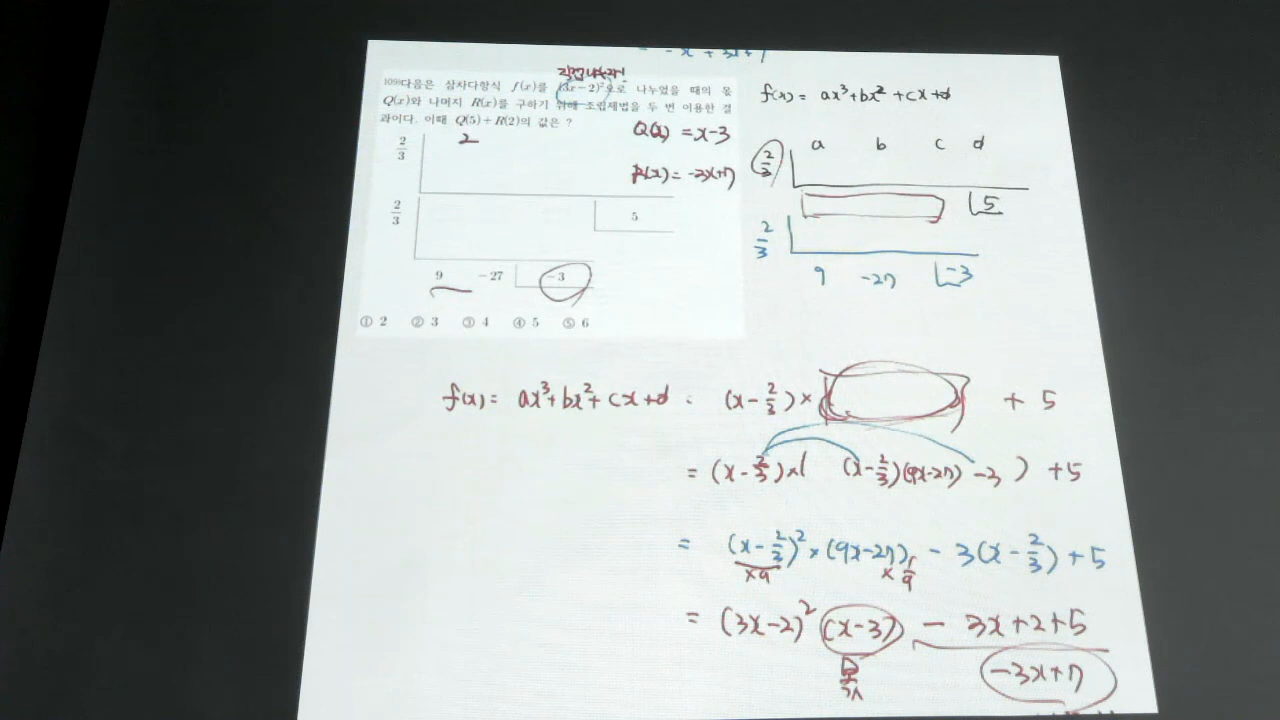 109)다음은 삼사다항식 f(x)를 (3x-2)²으로 나누었을 때의 몫
Q(x)와 나머지 R(x)를 구하기 위해 조립제법을 두 번 이용한 결
과이다. 이때 Q(5)+R(2)의 값은 ?
2
Q(x) = x-3
R(x) = -3x+7
2/3
2/3
5
9 -27 -3
① 2 ② 3 ③ 4 ④ 5 ⑤ 6
f(x) = ax³+bx²+cx+d
a b c d
2/3
5
2/3
9 -27 -3
f(x) = ax³+bx²+cx+d = (x-2/3)×( ) + 5
= (x-2/3)×( (x-2/3)(9x-27) -3 ) +5
= (x-2/3)²×(9x-27) - 3(x-2/3)+5
×9 ×1/9
= (3x-2)²(x-3) - 3x+2+5
몫 -3x+7